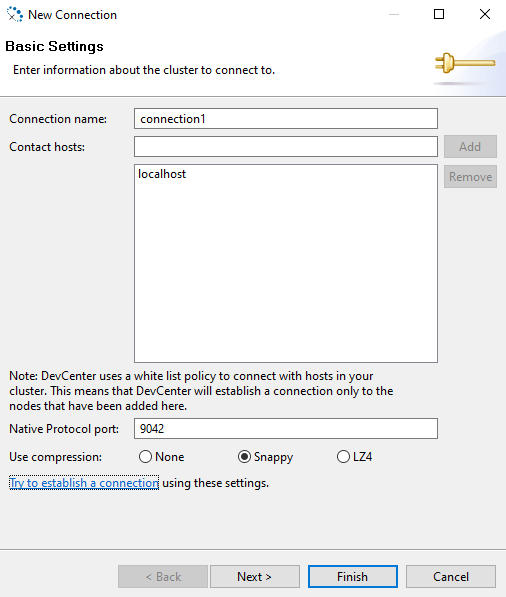 New Connection
Basic Settings
Enter information about the cluster to connect to.
Connection name: connection1
Contact hosts: Add
localhost Remove
Note: DevCenter uses a white list policy to connect with hosts in your
cluster. This means that DevCenter will establish a connection only to the
nodes that have been added here.
Native Protocol port: 9042
Use compression: None Snappy LZ4
Try to establish a connection using these settings.
< Back Next > Finish Cancel